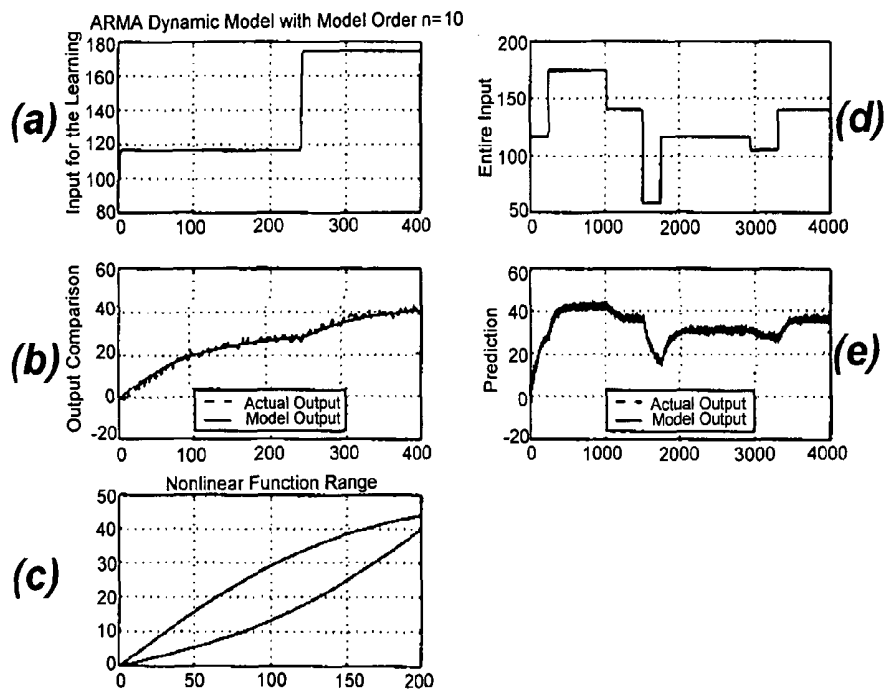 ARMA Dynamic Model with Model Order n=10
(a)
Input for the Learning
180
160
140
120
100
80
0 100 200 300 400
(d)
Entire Input
200
150
100
50
0 1000 2000 3000 4000
(b)
Output Comparison
60
40
20
0
-20
Actual Output
Model Output
0 100 200 300 400
(e)
Prediction
60
40
20
0
-20
Actual Output
Model Output
0 1000 2000 3000 4000
(c)
Nonlinear Function Range
50
40
30
20
10
0
0 50 100 150 200